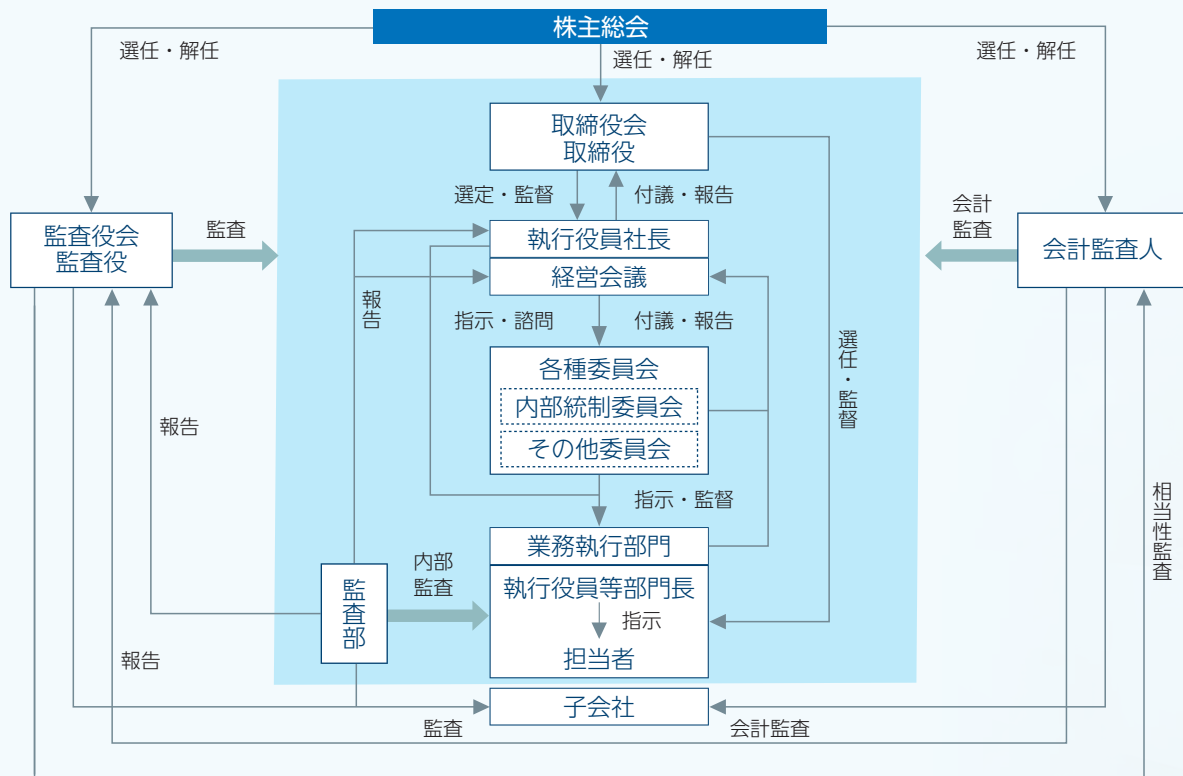 株主総会
選任・解任
選任・解任
選任・解任
取締役会
取締役
選定・監督
付議・報告
監査役会
監査役
監査
執行役員社長
経営会議
会計
監査
会計監査人
報告
指示・諮問
付議・報告
選任・監督
各種委員会
内部統制委員会
その他委員会
報告
指示・監督
相当性監査
業務執行部門
執行役員等部門長
指示
担当者
内部
監査
監査部
報告
子会社
監査
会計監査